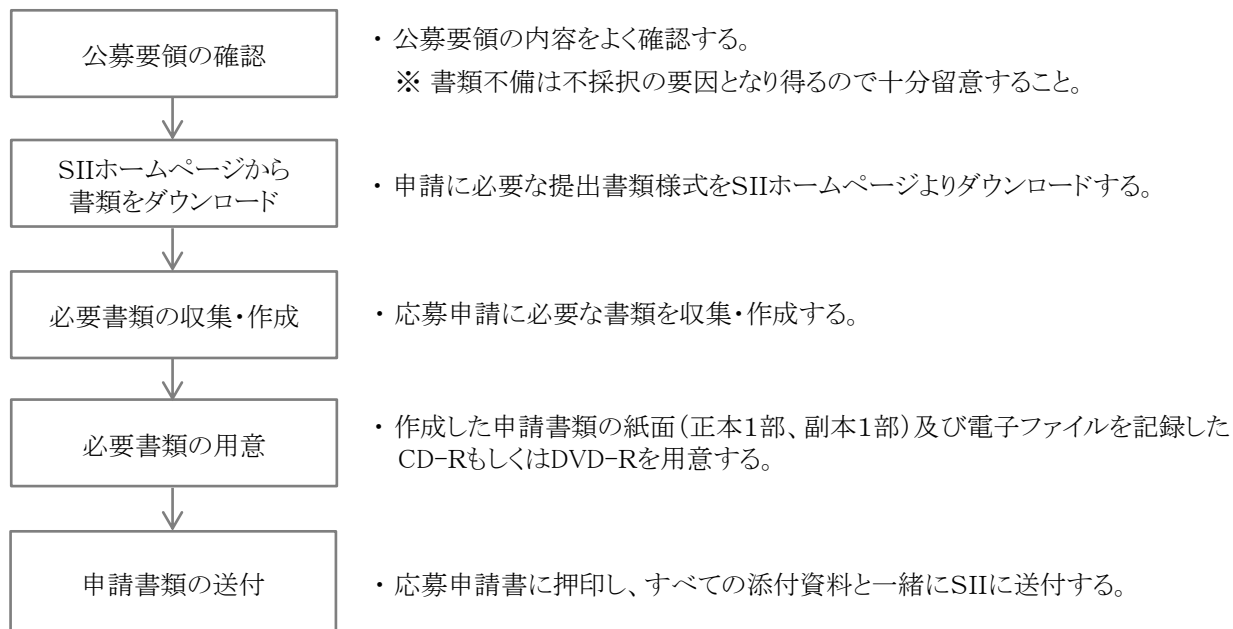 公募要領の確認
・ 公募要領の内容をよく確認する。
※ 書類不備は不採択の要因となり得るので十分留意すること。
SIIホームページから
書類をダウンロード
・ 申請に必要な提出書類様式をSIIホームページよりダウンロードする。
必要書類の収集・作成
・ 応募申請に必要な書類を収集・作成する。
必要書類の用意
・ 作成した申請書類の紙面(正本1部、副本1部)及び電子ファイルを記録した
CD-RもしくはDVD-Rを用意する。
申請書類の送付
・ 応募申請書に押印し、すべての添付資料と一緒にSIIに送付する。